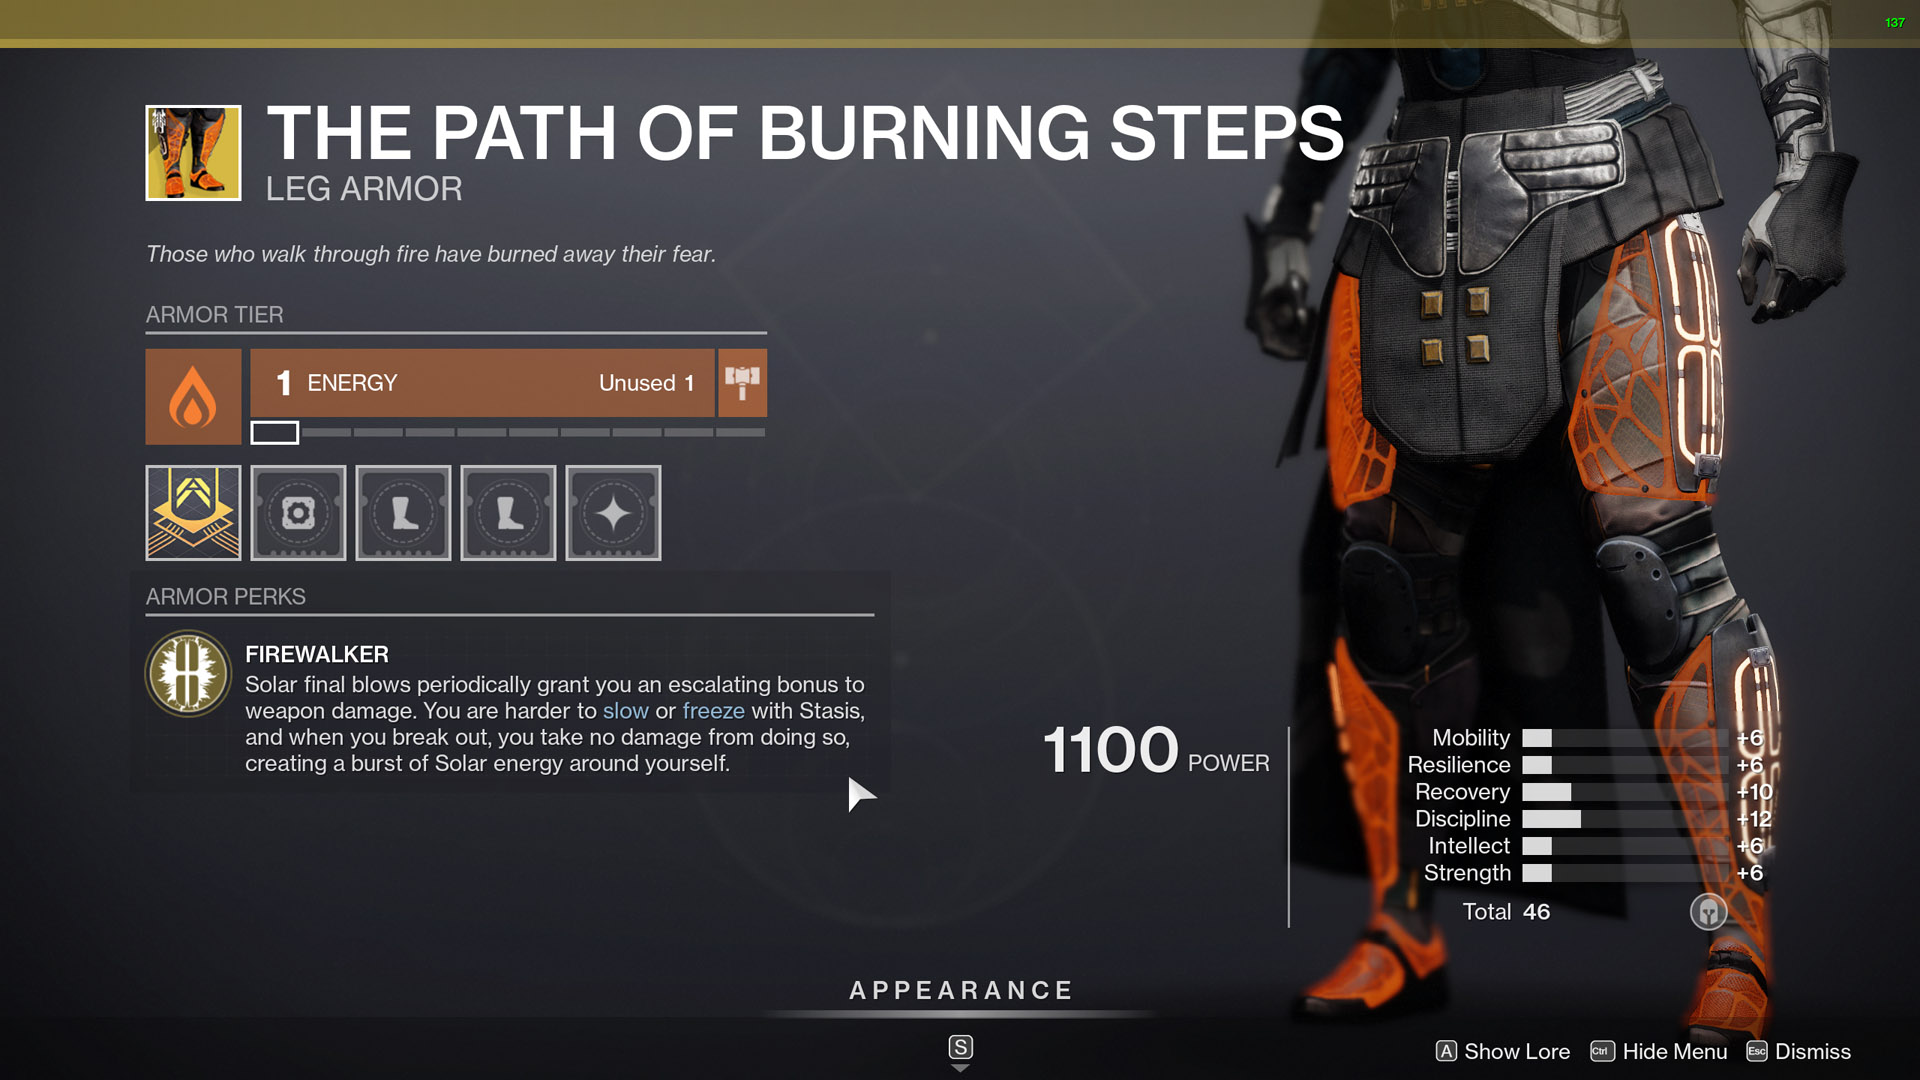 137
THE PATH OF BURNING STEPS
LEG ARMOR
Those who walk through fire have burned away their fear.
ARMOR TIER
1 ENERGY Unused 1
ARMOR PERKS
FIREWALKER
Solar final blows periodically grant you an escalating bonus to
weapon damage. You are harder to slow or freeze with Stasis,
and when you break out, you take no damage from doing so,
creating a burst of Solar energy around yourself.
1100 POWER
Mobility +6
Resilience +6
Recovery +10
Discipline +12
Intellect +6
Strength +6
Total 46
APPEARANCE
S
A Show Lore Ctrl Hide Menu Esc Dismiss